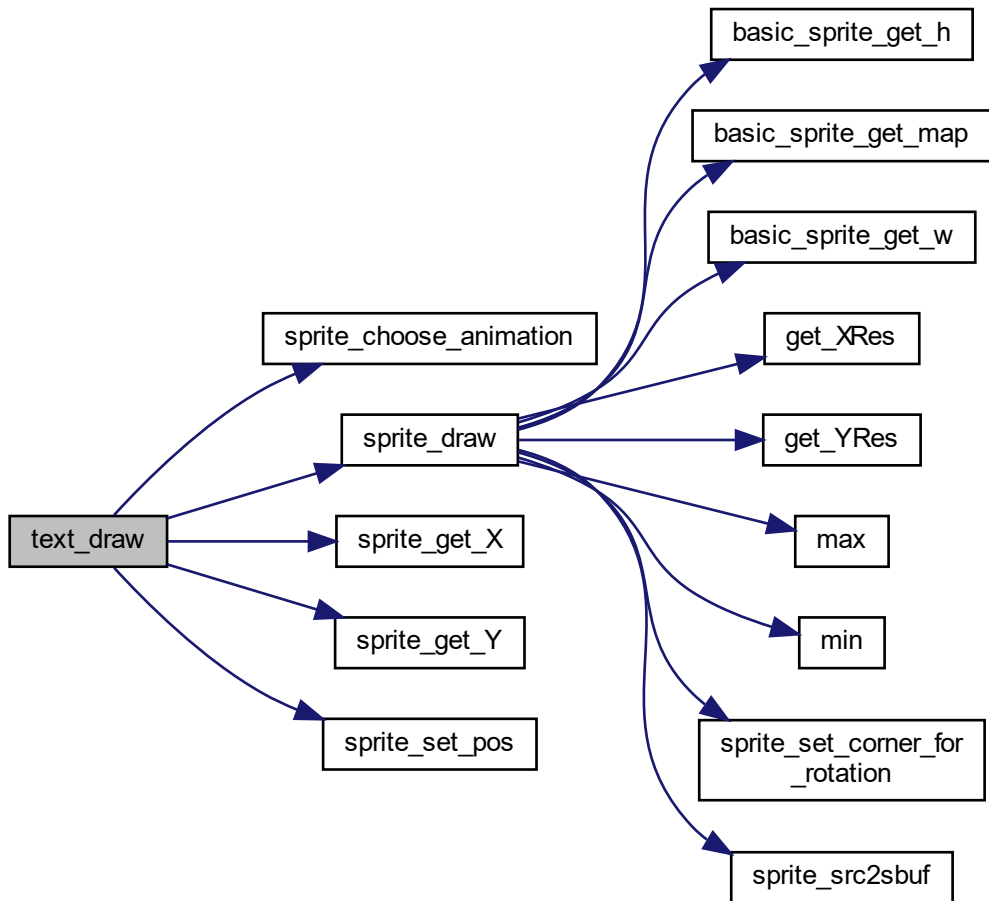 basic_sprite_get_h
basic_sprite_get_map
basic_sprite_get_w
sprite_choose_animation
get_XRes
sprite_draw
get_YRes
text_draw
sprite_get_X
max
sprite_get_Y
min
sprite_set_pos
sprite_set_corner_for
_rotation
sprite_src2sbuf